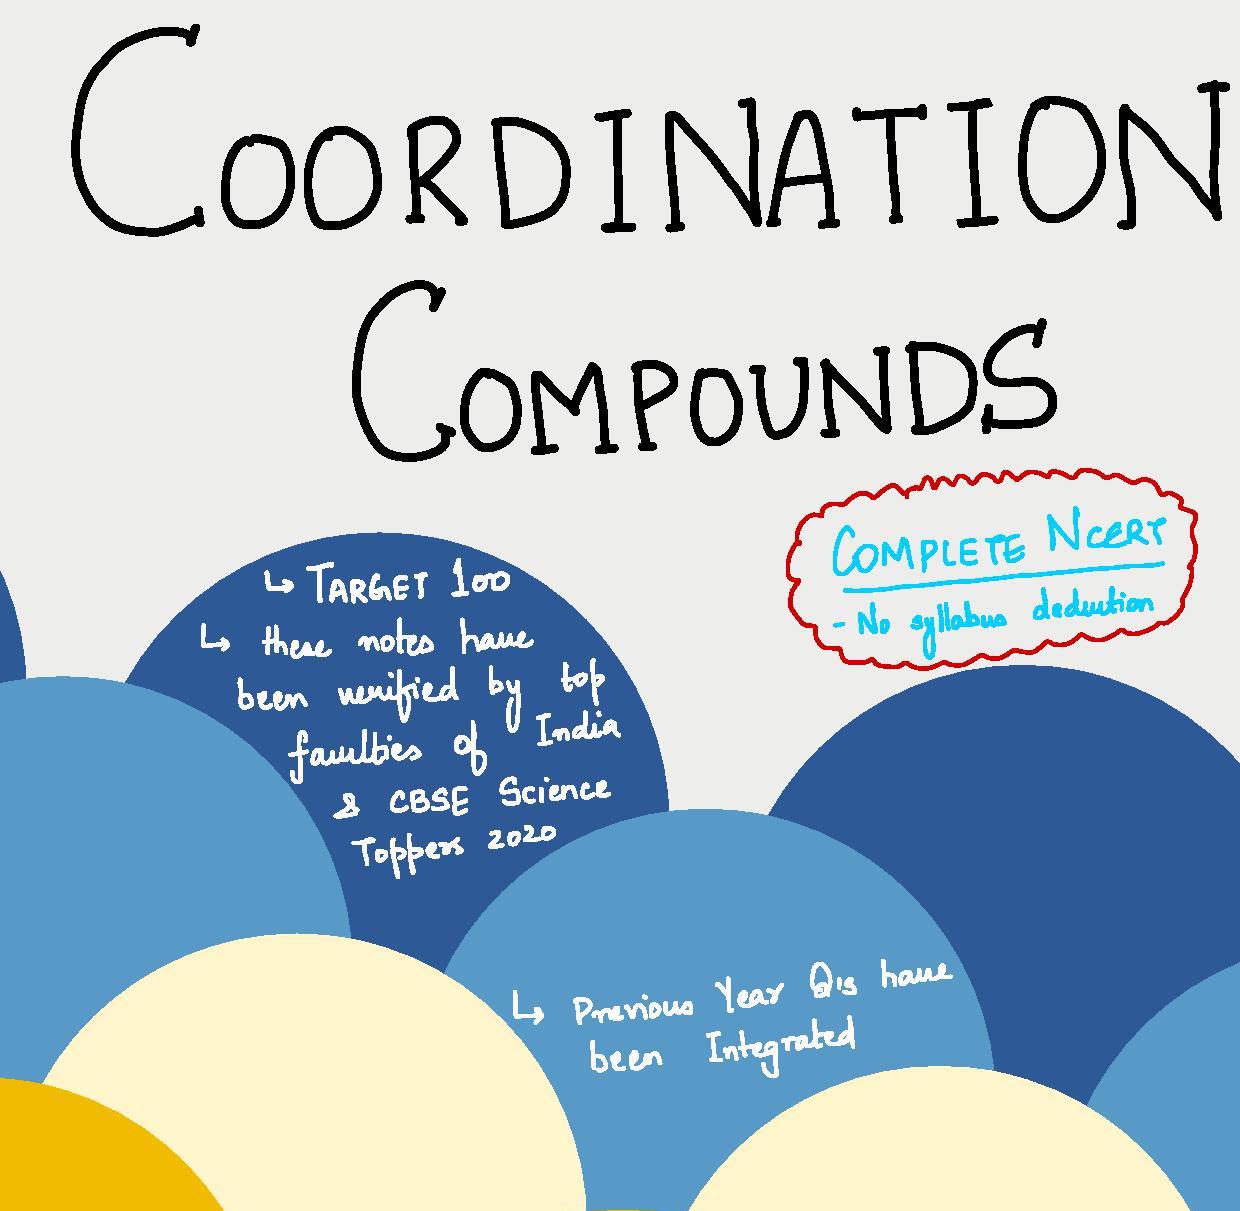 COORDINATION
COMPOUNDS
COMPLETE NCERT
- No syllabus deduction
↳ TARGET 100
↳ these notes have
been verified by top
faculties of India
& CBSE Science
Toppers 2020
↳ Previous Year Q's have
been Integrated